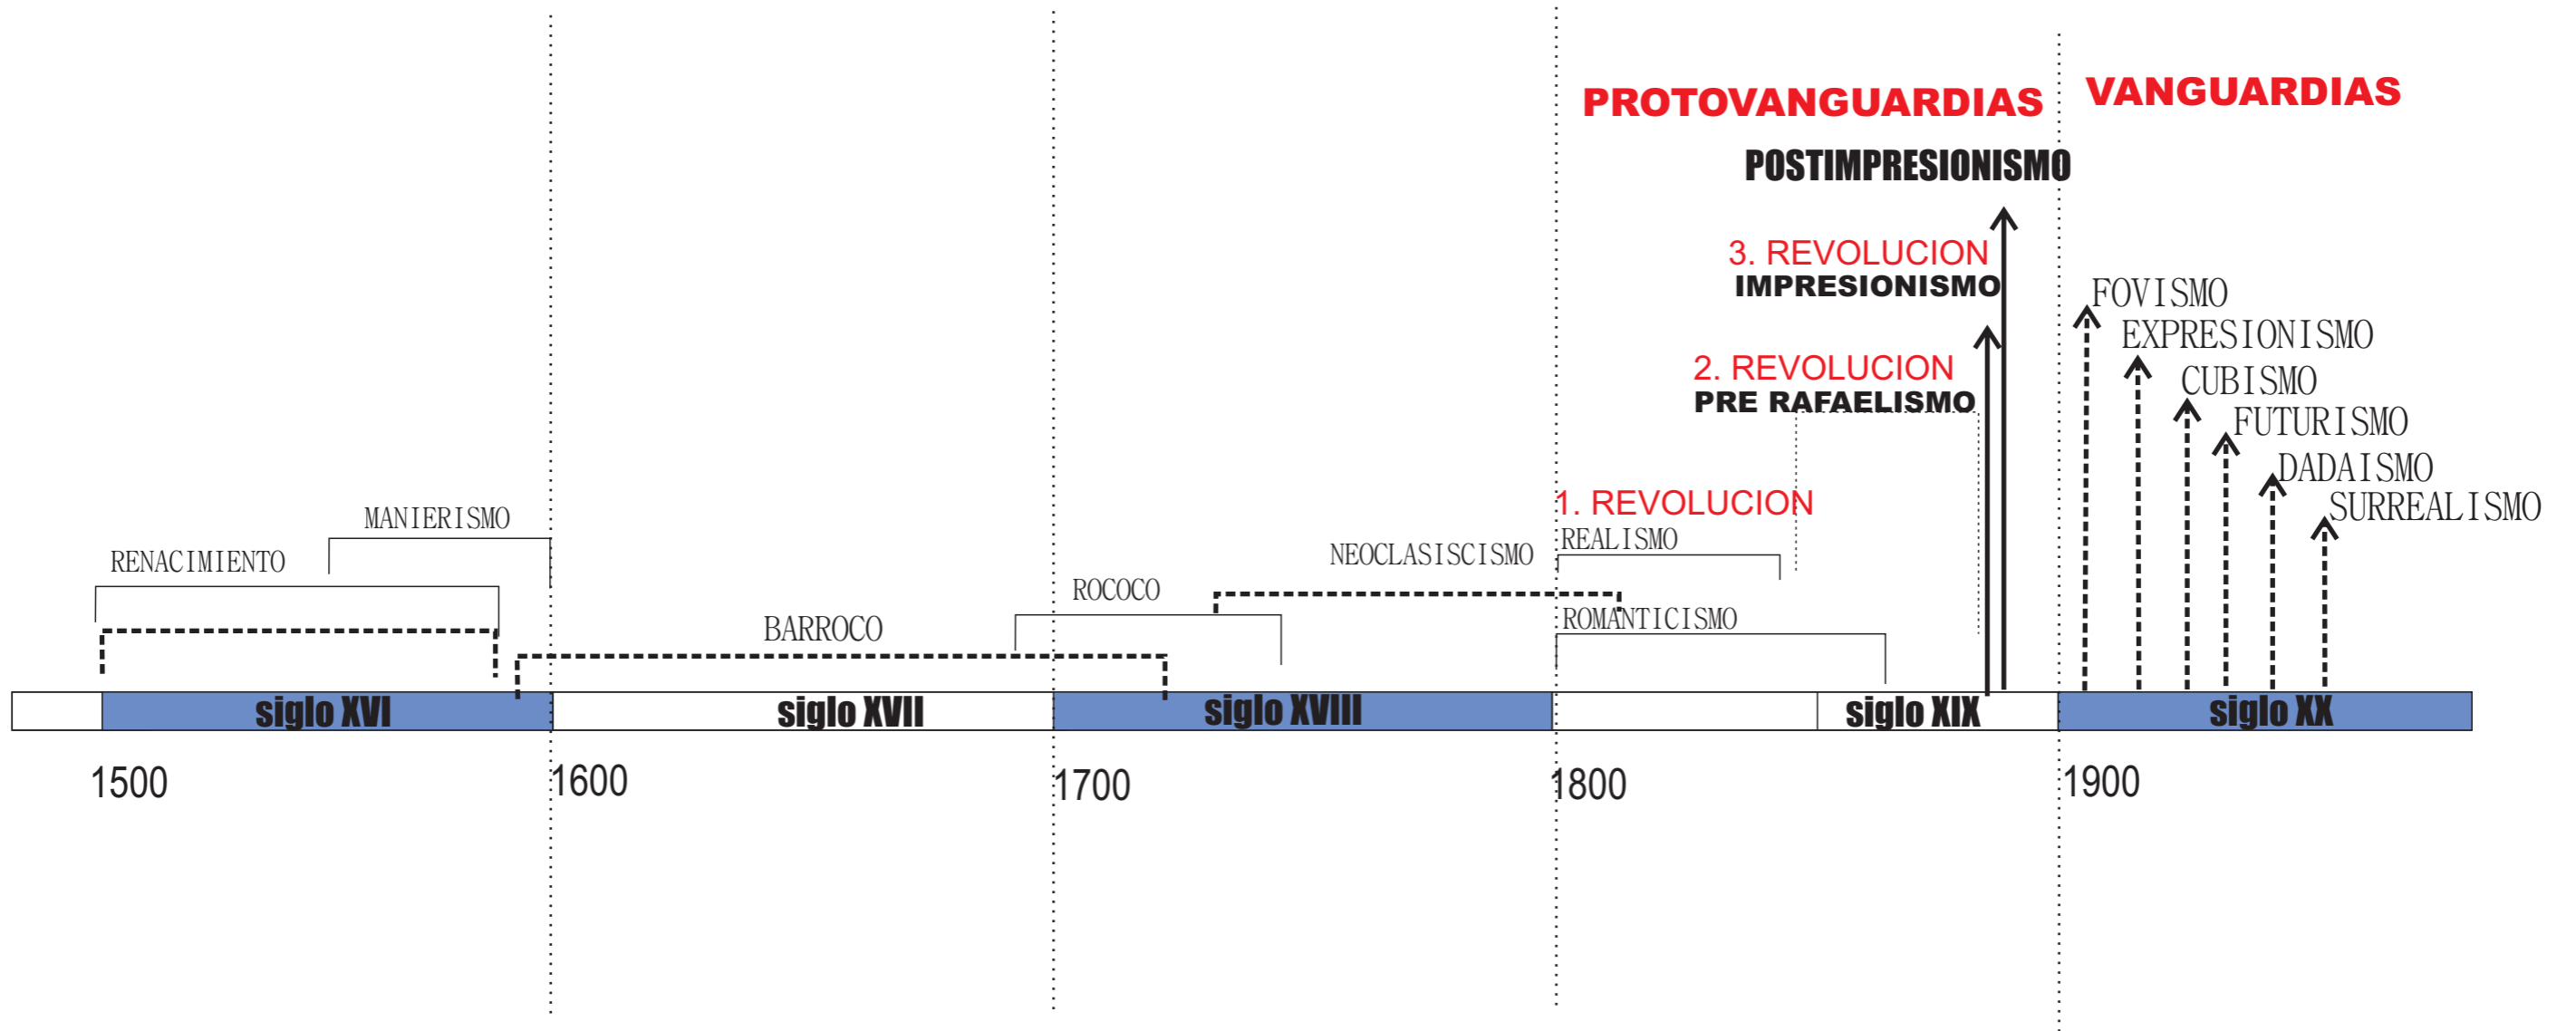 PROTOVANGUARDIAS
VANGUARDIAS
POSTIMPRESIONISMO
3. REVOLUCION
IMPRESIONISMO
2. REVOLUCION
PRE RAFAELISMO
1. REVOLUCION
REALISMO
ROMANTICISMO
FOVISMO
EXPRESIONISMO
CUBISMO
FUTURISMO
DADAISMO
SURREALISMO
MANIERISMO
RENACIMIENTO
BARROCO
ROCOCO
NEOCLASISCISMO
siglo XVI
siglo XVII
siglo XVIII
siglo XIX
siglo XX
1500
1600
1700
1800
1900